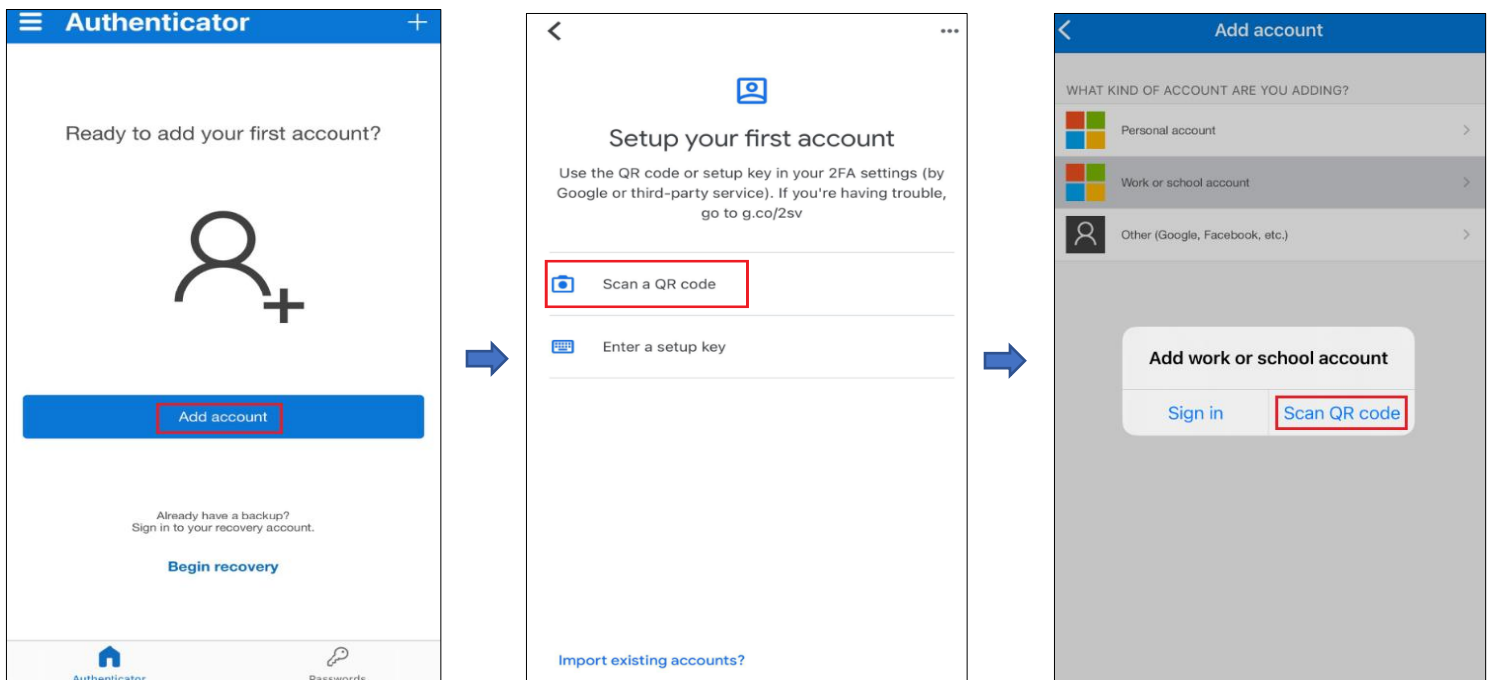 Authenticator
Ready to add your first account?
Add account
Already have a backup?
Sign in to your recovery account.
Begin recovery
Authenticator
Passwords
Setup your first account
Use the QR code or setup key in your 2FA settings (by
Google or third-party service). If you're having trouble,
go to g.co/2sv
Scan a QR code
Enter a setup key
Import existing accounts?
Add account
WHAT KIND OF ACCOUNT ARE YOU ADDING?
Personal account
Work or school account
Other (Google, Facebook, etc.)
Add work or school account
Sign in
Scan QR code